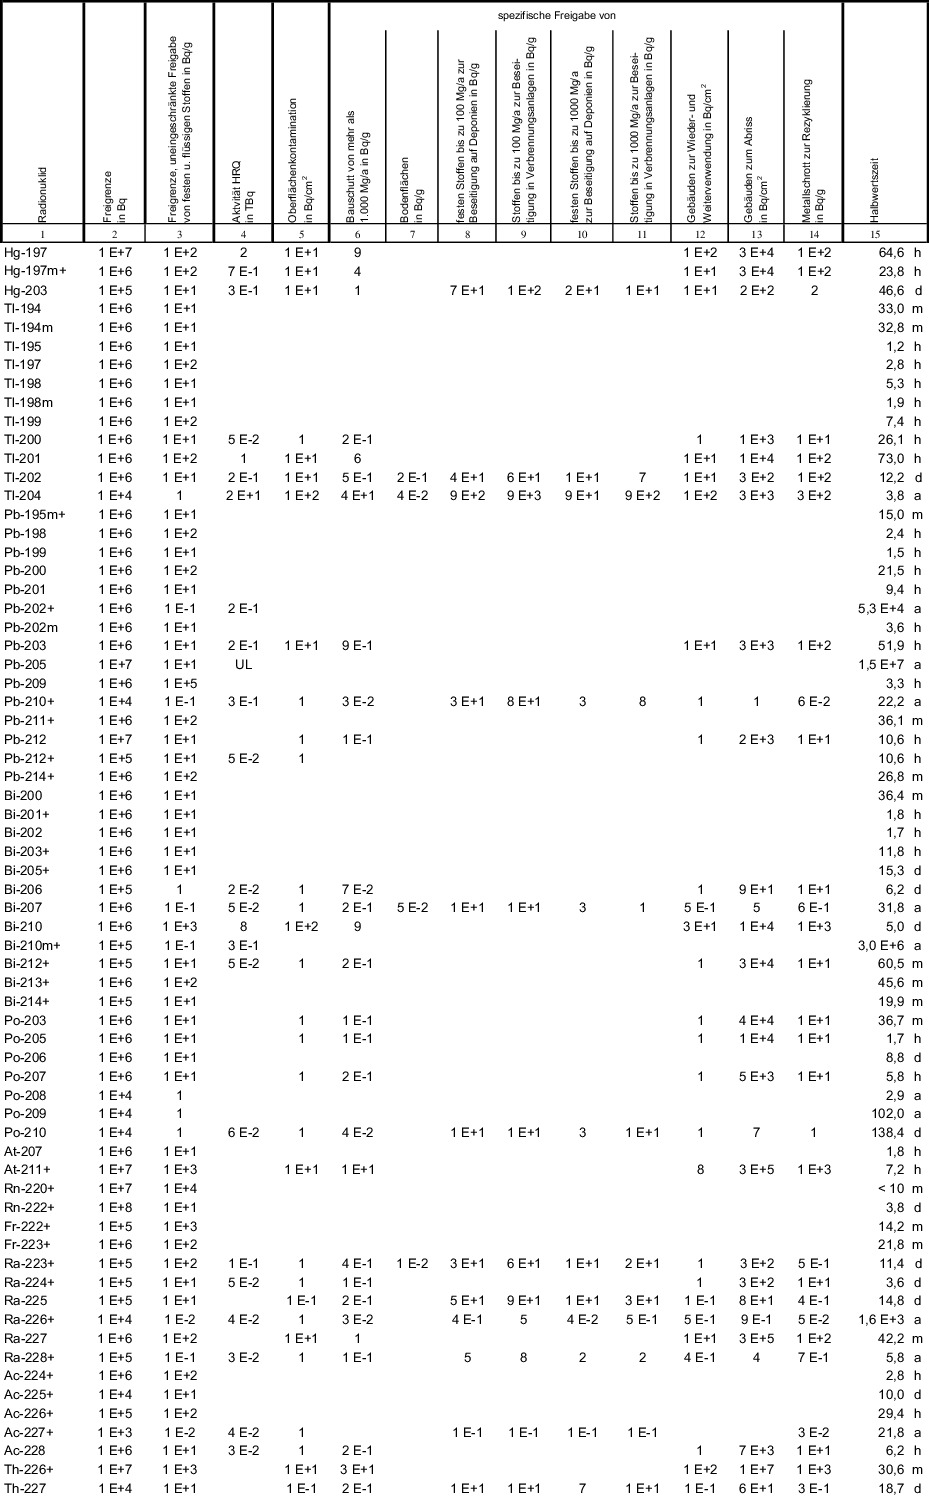 spezifische Freigabe von
Radionuklid
Freigrenze
in Bq
Freigrenze, uneingeschränkte Freigabe
von festen u. flüssigen Stoffen in Bq/g
Aktivität HRQ
in TBq
Oberflächenkontamination
in Bq/cm²
Bauschutt von mehr als
1.000 Mg/a in Bq/g
Bodenflächen
in Bq/g
festen Stoffen bis zu 100 Mg/a zur
Beseitigung auf Deponien in Bq/g
Stoffen bis zu 100 Mg/a zur Besei-
tigung in Verbrennungsanlagen in Bq/g
festen Stoffen bis zu 1000 Mg/a
zur Beseitigung auf Deponien in Bq/g
Stoffen bis zu 1000 Mg/a zur Besei-
tigung in Verbrennungsanlagen in Bq/g
Gebäuden zur Wieder- und
Weiterverwendung in Bq/cm²
Gebäuden zum Abriss
in Bq/cm²
Metallschrott zur Rezyklierung
in Bq/g
Halbwertszeit
1 2 3 4 5 6 7 8 9 10 11 12 13 14 15
Hg-197 1 E+7 1 E+2 2 1 E+1 9 1 E+2 3 E+4 1 E+2 64,6 h
Hg-197m+ 1 E+6 1 E+2 7 E-1 1 E+1 4 1 E+1 3 E+4 1 E+2 23,8 h
Hg-203 1 E+5 1 E+1 3 E-1 1 E+1 1 7 E+1 1 E+2 2 E+1 1 E+1 1 E+1 2 E+2 2 46,6 d
Tl-194 1 E+6 1 E+1 33,0 m
Tl-194m 1 E+6 1 E+1 32,8 m
Tl-195 1 E+6 1 E+1 1,2 h
Tl-197 1 E+6 1 E+2 2,8 h
Tl-198 1 E+6 1 E+1 5,3 h
Tl-198m 1 E+6 1 E+1 1,9 h
Tl-199 1 E+6 1 E+2 7,4 h
Tl-200 1 E+6 1 E+1 5 E-2 1 2 E-1 1 1 E+3 1 E+1 26,1 h
Tl-201 1 E+6 1 E+2 1 1 E+1 6 1 E+1 1 E+4 1 E+2 73,0 h
Tl-202 1 E+6 1 E+1 2 E-1 1 E+1 5 E-1 2 E-1 4 E+1 6 E+1 1 E+1 7 1 E+1 3 E+2 1 E+2 12,2 d
Tl-204 1 E+4 1 2 E+1 1 E+2 4 E+1 4 E-2 9 E+2 9 E+3 9 E+1 9 E+2 1 E+2 3 E+3 3 E+2 3,8 a
Pb-195m+ 1 E+6 1 E+1 15,0 m
Pb-198 1 E+6 1 E+2 2,4 h
Pb-199 1 E+6 1 E+1 1,5 h
Pb-200 1 E+6 1 E+2 21,5 h
Pb-201 1 E+6 1 E+1 9,4 h
Pb-202+ 1 E+6 1 E-1 2 E-1 5,3 E+4 a
Pb-202m 1 E+6 1 E+1 3,6 h
Pb-203 1 E+6 1 E+1 2 E-1 1 E+1 9 E-1 1 E+1 3 E+3 1 E+2 51,9 h
Pb-205 1 E+7 1 E+1 UL 1,5 E+7 a
Pb-209 1 E+6 1 E+5 3,3 h
Pb-210+ 1 E+4 1 E-1 3 E-1 1 3 E-2 3 E+1 8 E+1 3 8 1 1 6 E-2 22,2 a
Pb-211+ 1 E+6 1 E+2 36,1 m
Pb-212 1 E+7 1 E+1 1 1 E-1 1 2 E+3 1 E+1 10,6 h
Pb-212+ 1 E+5 1 E+1 5 E-2 1 10,6 h
Pb-214+ 1 E+6 1 E+2 26,8 m
Bi-200 1 E+6 1 E+1 36,4 m
Bi-201+ 1 E+6 1 E+1 1,8 h
Bi-202 1 E+6 1 E+1 1,7 h
Bi-203+ 1 E+6 1 E+1 11,8 h
Bi-205+ 1 E+6 1 E+1 15,3 d
Bi-206 1 E+5 1 2 E-2 1 7 E-2 1 9 E+1 1 E+1 6,2 d
Bi-207 1 E+6 1 E-1 5 E-2 1 2 E-1 5 E-2 1 E+1 1 E+1 3 1 5 E-1 5 6 E-1 31,8 a
Bi-210 1 E+6 1 E+3 8 1 E+2 9 3 E+1 1 E+4 1 E+3 5,0 d
Bi-210m+ 1 E+5 1 E-1 3 E-1 3,0 E+6 a
Bi-212+ 1 E+5 1 E+1 5 E-2 1 2 E-1 1 3 E+4 1 E+1 60,5 m
Bi-213+ 1 E+6 1 E+2 45,6 m
Bi-214+ 1 E+5 1 E+1 19,9 m
Po-203 1 E+6 1 E+1 1 1 E-1 1 4 E+4 1 E+1 36,7 m
Po-205 1 E+6 1 E+1 1 1 E-1 1 1 E+4 1 E+1 1,7 h
Po-206 1 E+6 1 E+1 8,8 d
Po-207 1 E+6 1 E+1 1 2 E-1 1 5 E+3 1 E+1 5,8 h
Po-208 1 E+4 1 2,9 a
Po-209 1 E+4 1 102,0 a
Po-210 1 E+4 1 6 E-2 1 4 E-2 1 E+1 1 E+1 3 1 E+1 1 7 1 138,4 d
At-207 1 E+6 1 E+1 1,8 h
At-211+ 1 E+7 1 E+3 1 E+1 1 E+1 8 3 E+5 1 E+3 7,2 h
Rn-220+ 1 E+7 1 E+4 < 10 m
Rn-222+ 1 E+8 1 E+1 3,8 d
Fr-222+ 1 E+5 1 E+3 14,2 m
Fr-223+ 1 E+6 1 E+2 21,8 m
Ra-223+ 1 E+5 1 E+2 1 E-1 1 4 E-1 1 E-2 3 E+1 6 E+1 1 E+1 2 E+1 1 3 E+2 5 E-1 11,4 d
Ra-224+ 1 E+5 1 E+1 5 E-2 1 1 E-1 1 3 E+2 1 E+1 3,6 d
Ra-225 1 E+5 1 E+1 1 E-1 2 E-1 5 E+1 9 E+1 1 E+1 3 E+1 1 E-1 8 E+1 4 E-1 14,8 d
Ra-226+ 1 E+4 1 E-2 4 E-2 1 3 E-2 4 E-1 5 4 E-2 5 E-1 5 E-1 9 E-1 5 E-2 1,6 E+3 a
Ra-227 1 E+6 1 E+2 1 E+1 1 1 E+1 3 E+5 1 E+2 42,2 m
Ra-228+ 1 E+5 1 E-1 3 E-2 1 1 E-1 5 8 2 2 4 E-1 4 7 E-1 5,8 a
Ac-224+ 1 E+6 1 E+2 2,8 h
Ac-225+ 1 E+4 1 E+1 10,0 d
Ac-226+ 1 E+5 1 E+2 29,4 h
Ac-227+ 1 E+3 1 E-2 4 E-2 1 1 E-1 1 E-1 1 E-1 1 E-1 3 E-2 21,8 a
Ac-228 1 E+6 1 E+1 3 E-2 1 2 E-1 1 7 E+3 1 E+1 6,2 h
Th-226+ 1 E+7 1 E+3 1 E+1 3 E+1 1 E+2 1 E+7 1 E+3 30,6 m
Th-227 1 E+4 1 E+1 1 E-1 2 E-1 1 E+1 1 E+1 7 1 E+1 1 E-1 6 E+1 3 E-1 18,7 d